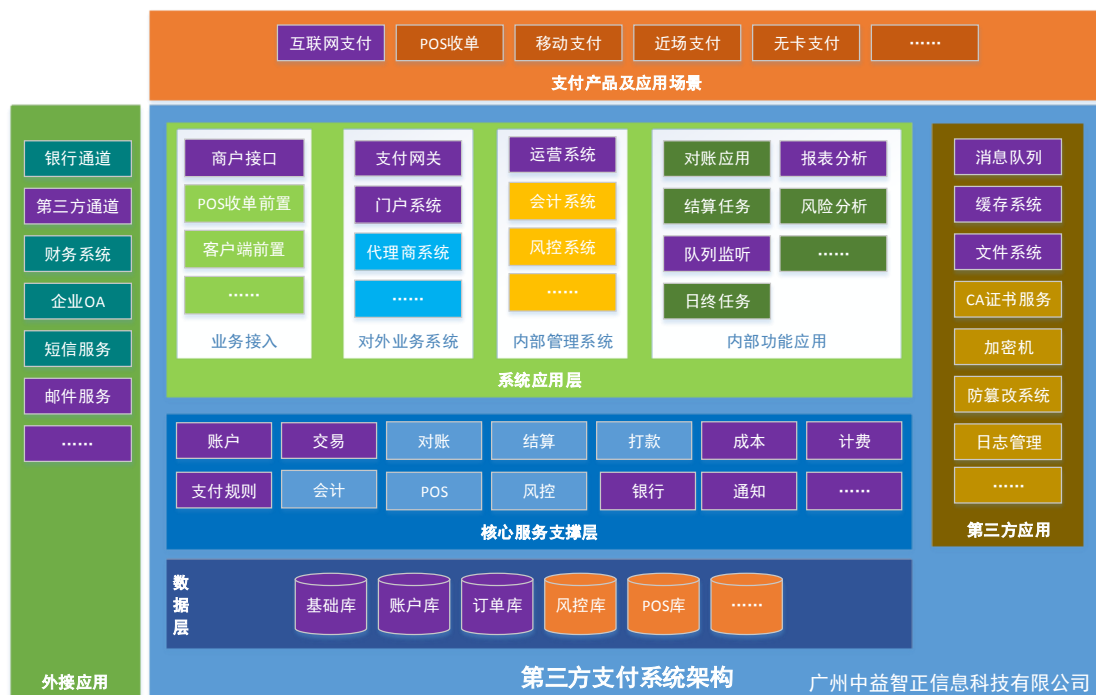 互联网支付
POS收单
移动支付
近场支付
无卡支付
······
支付产品及应用场景
银行通道
第三方通道
财务系统
企业OA
短信服务
邮件服务
······
外接应用
商户接口
POS收单前置
客户端前置
······
业务接入
支付网关
门户系统
代理商系统
······
对外业务系统
运营系统
会计系统
风控系统
······
内部管理系统
对账应用
报表分析
结算任务
风险分析
队列监听
······
日终任务
内部功能应用
系统应用层
账户
交易
对账
结算
打款
成本
计费
支付规则
会计
POS
风控
银行
通知
······
核心服务支撑层
数
据
层
基础库
账户库
订单库
风控库
POS库
······
消息队列
缓存系统
文件系统
CA证书服务
加密机
防篡改系统
日志管理
······
第三方应用
第三方支付系统架构
广州中益智正信息科技有限公司